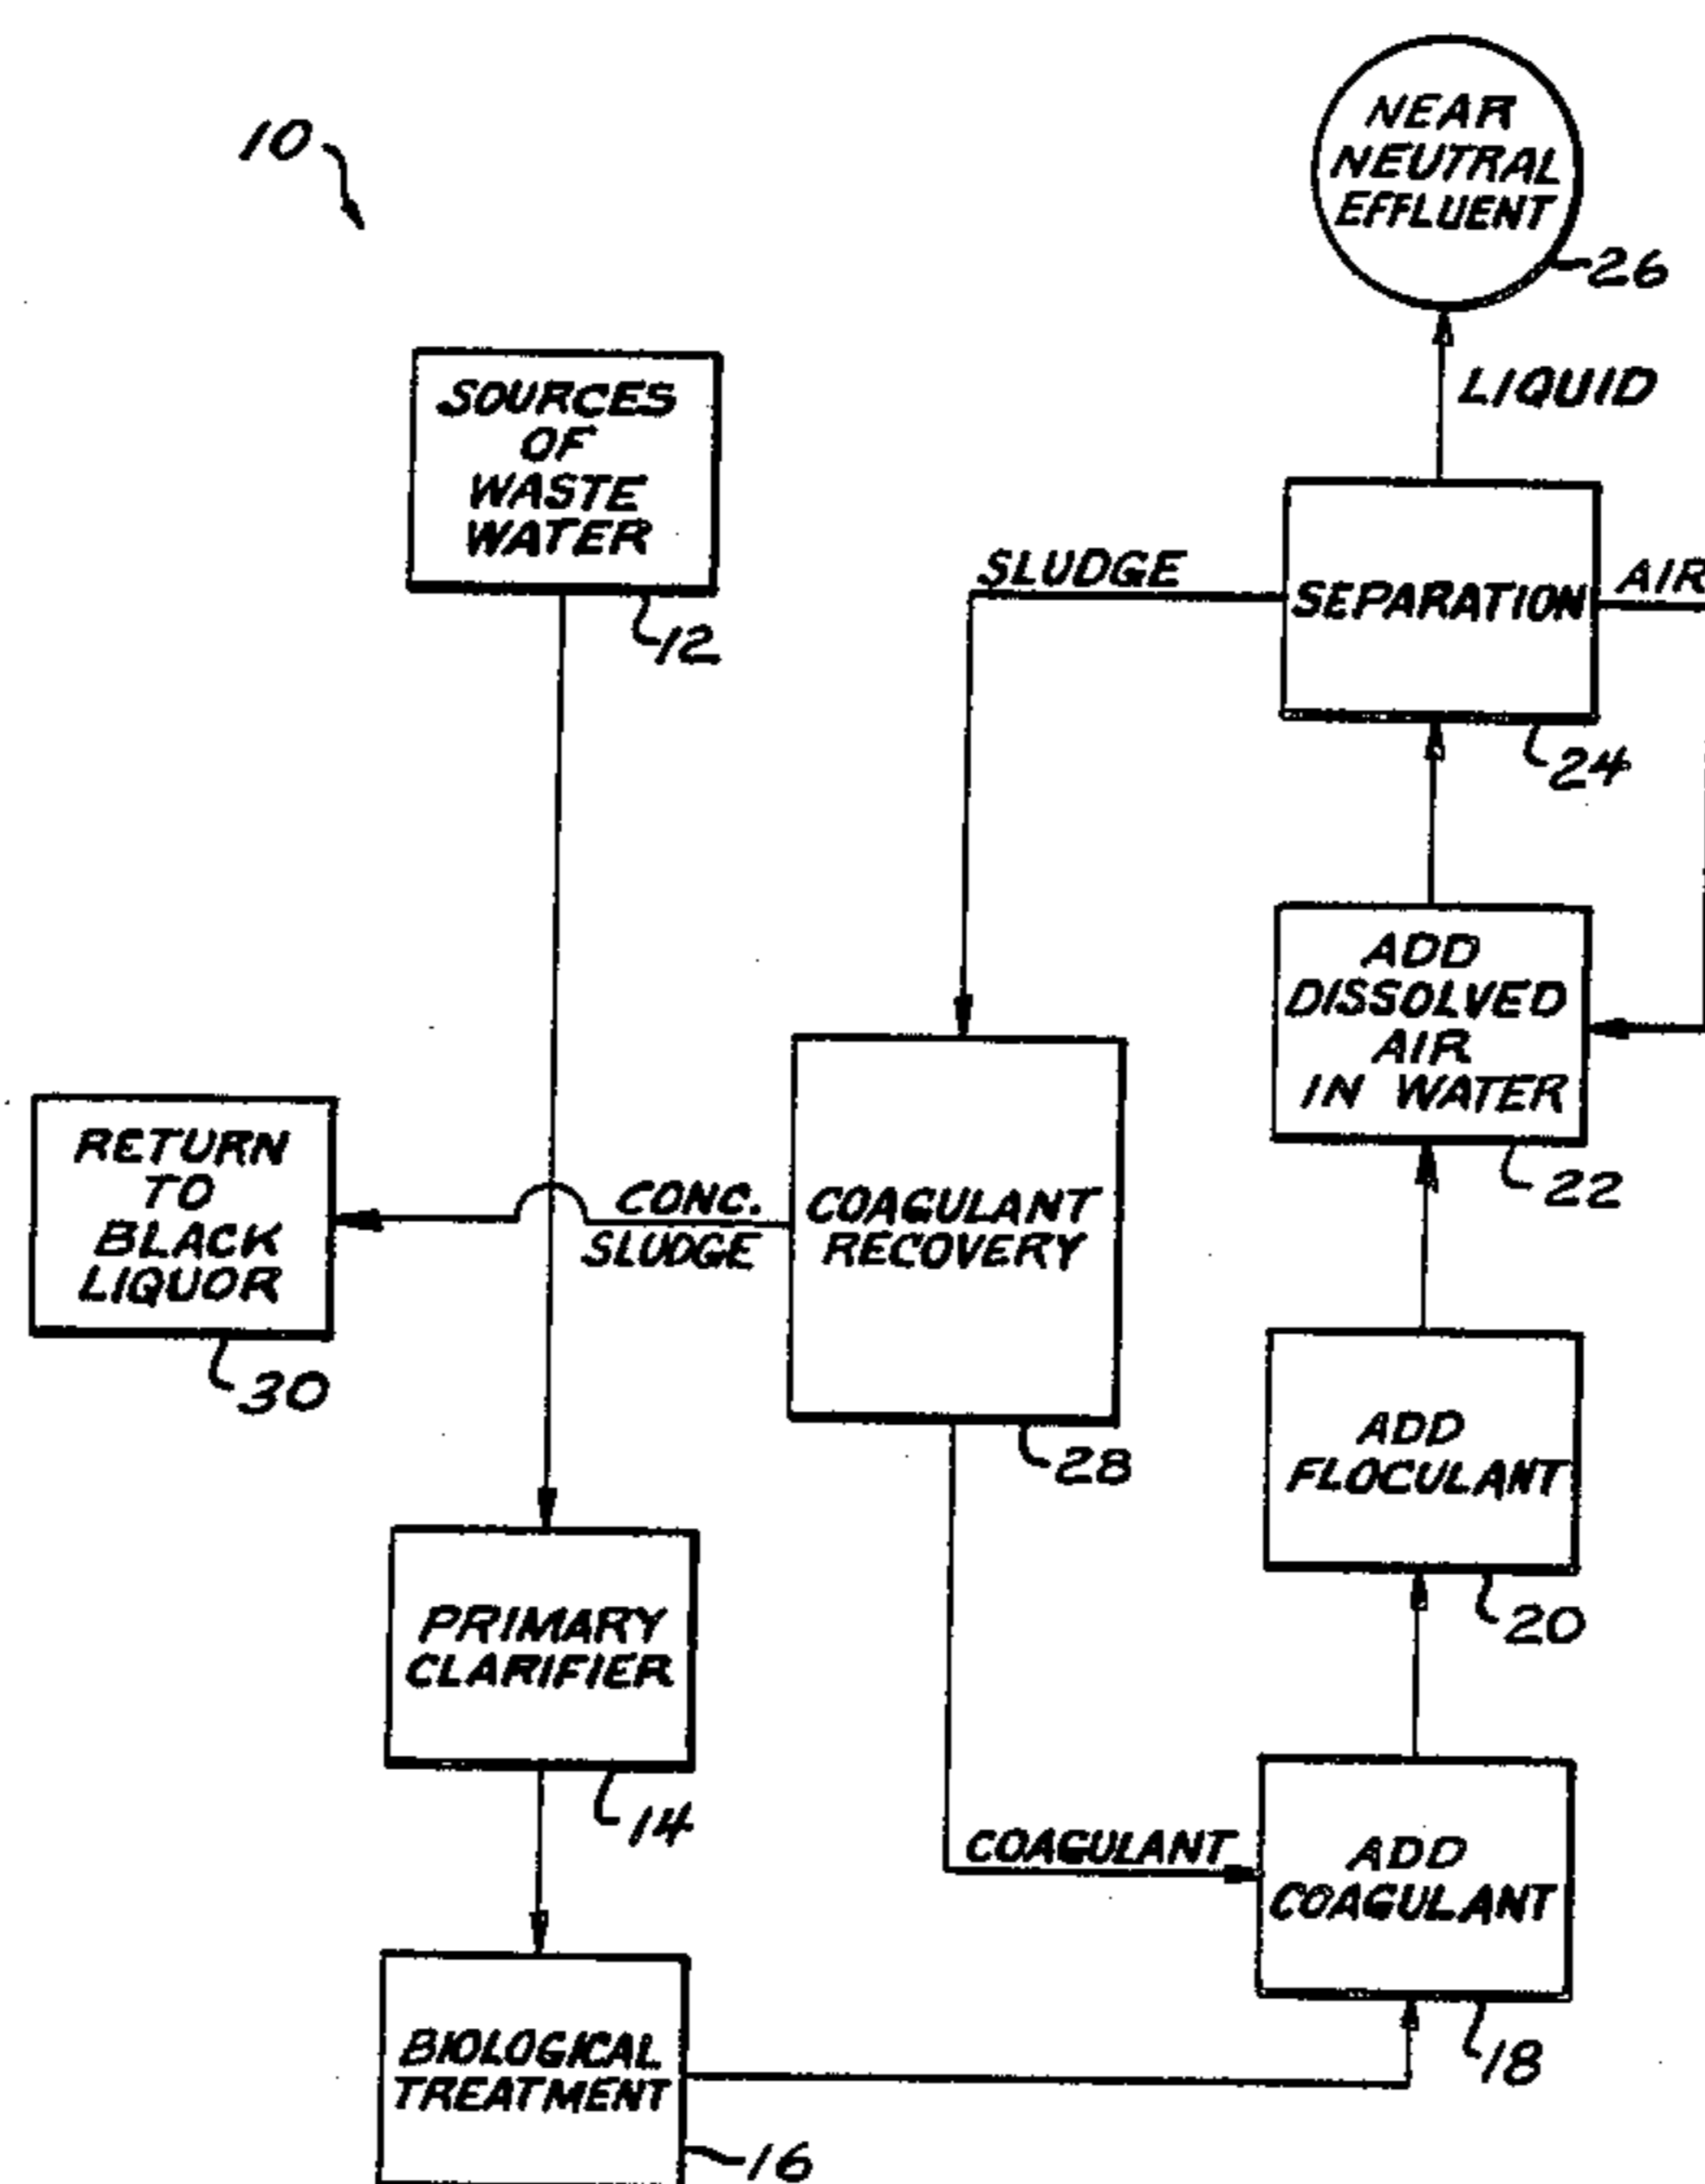 10
NEAR
NEUTRAL
EFFLUENT
26
LIQUID
SOURCES
OF
WASTE
WATER
12
SLUDGE
SEPARATION
AIR
24
ADD
DISSOLVED
AIR
IN WATER
22
RETURN
TO
BLACK
LIQUOR
30
CONC.
SLUDGE
COAGULANT
RECOVERY
28
ADD
FLOCULANT
20
PRIMARY
CLARIFIER
14
COAGULANT
ADD
COAGULANT
18
BIOLOGICAL
TREATMENT
16